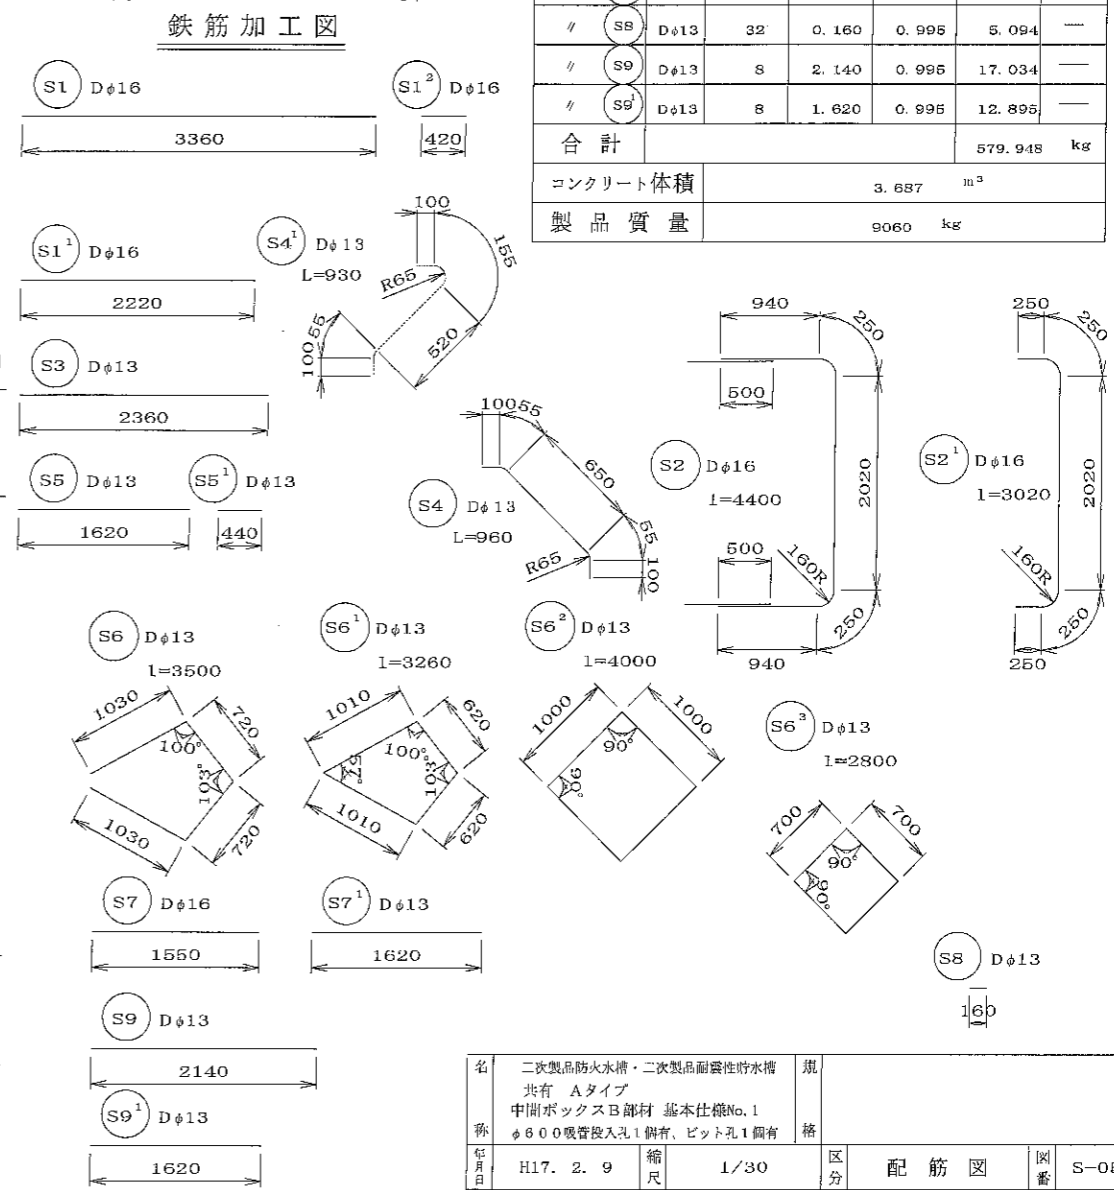 鉄筋加工図
〃 S8 Dφ13 32 0.160 0.995 5.094 —
〃 S9 Dφ13 8 2.140 0.995 17.034 —
〃 S9¹ Dφ13 8 1.620 0.995 12.895 —
合計 579.948 kg
コンクリート体積 3.687 m³
製品質量 9060 kg
S1 Dφ16
3360
S1² Dφ16
420
S1¹ Dφ16
2220
S4¹ Dφ13
L=930
100
155
R65
520
55
100
S3 Dφ13
2360
S5 Dφ13
1620
S5¹ Dφ13
440
S4 Dφ13
L=960
100
55
650
55
100
R65
S2 Dφ16
l=4400
940
250
500
2020
500
160R
250
940
S2¹ Dφ16
l=3020
250
250
2020
160R
250
250
S6 Dφ13
l=3500
1030
720
100°
103°
1030
720
S6¹ Dφ13
l=3260
1010
620
100°
57°
103°
1010
620
S6² Dφ13
l=4000
1000
1000
90°
90°
S6³ Dφ13
l=2800
700
700
90°
90°
S7 Dφ16
1550
S7¹ Dφ13
1620
S8 Dφ13
160
S9 Dφ13
2140
S9¹ Dφ13
1620
名称
二次製品防火水槽・二次製品耐震性貯水槽
共有 Aタイプ
中間ボックスB部材 基本仕様No.1
φ600吸管投入孔1個有、ピット孔1個有
規格
年月日 H17. 2. 9 縮尺 1/30 区分 配筋図 図番